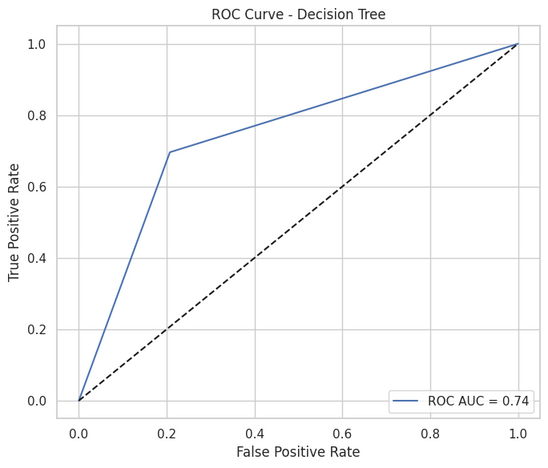 ROC Curve - Decision Tree
1.0
0.8
0.6
0.4
0.2
0.0
True Positive Rate
ROC AUC = 0.74
0.0 0.2 0.4 0.6 0.8 1.0
False Positive Rate